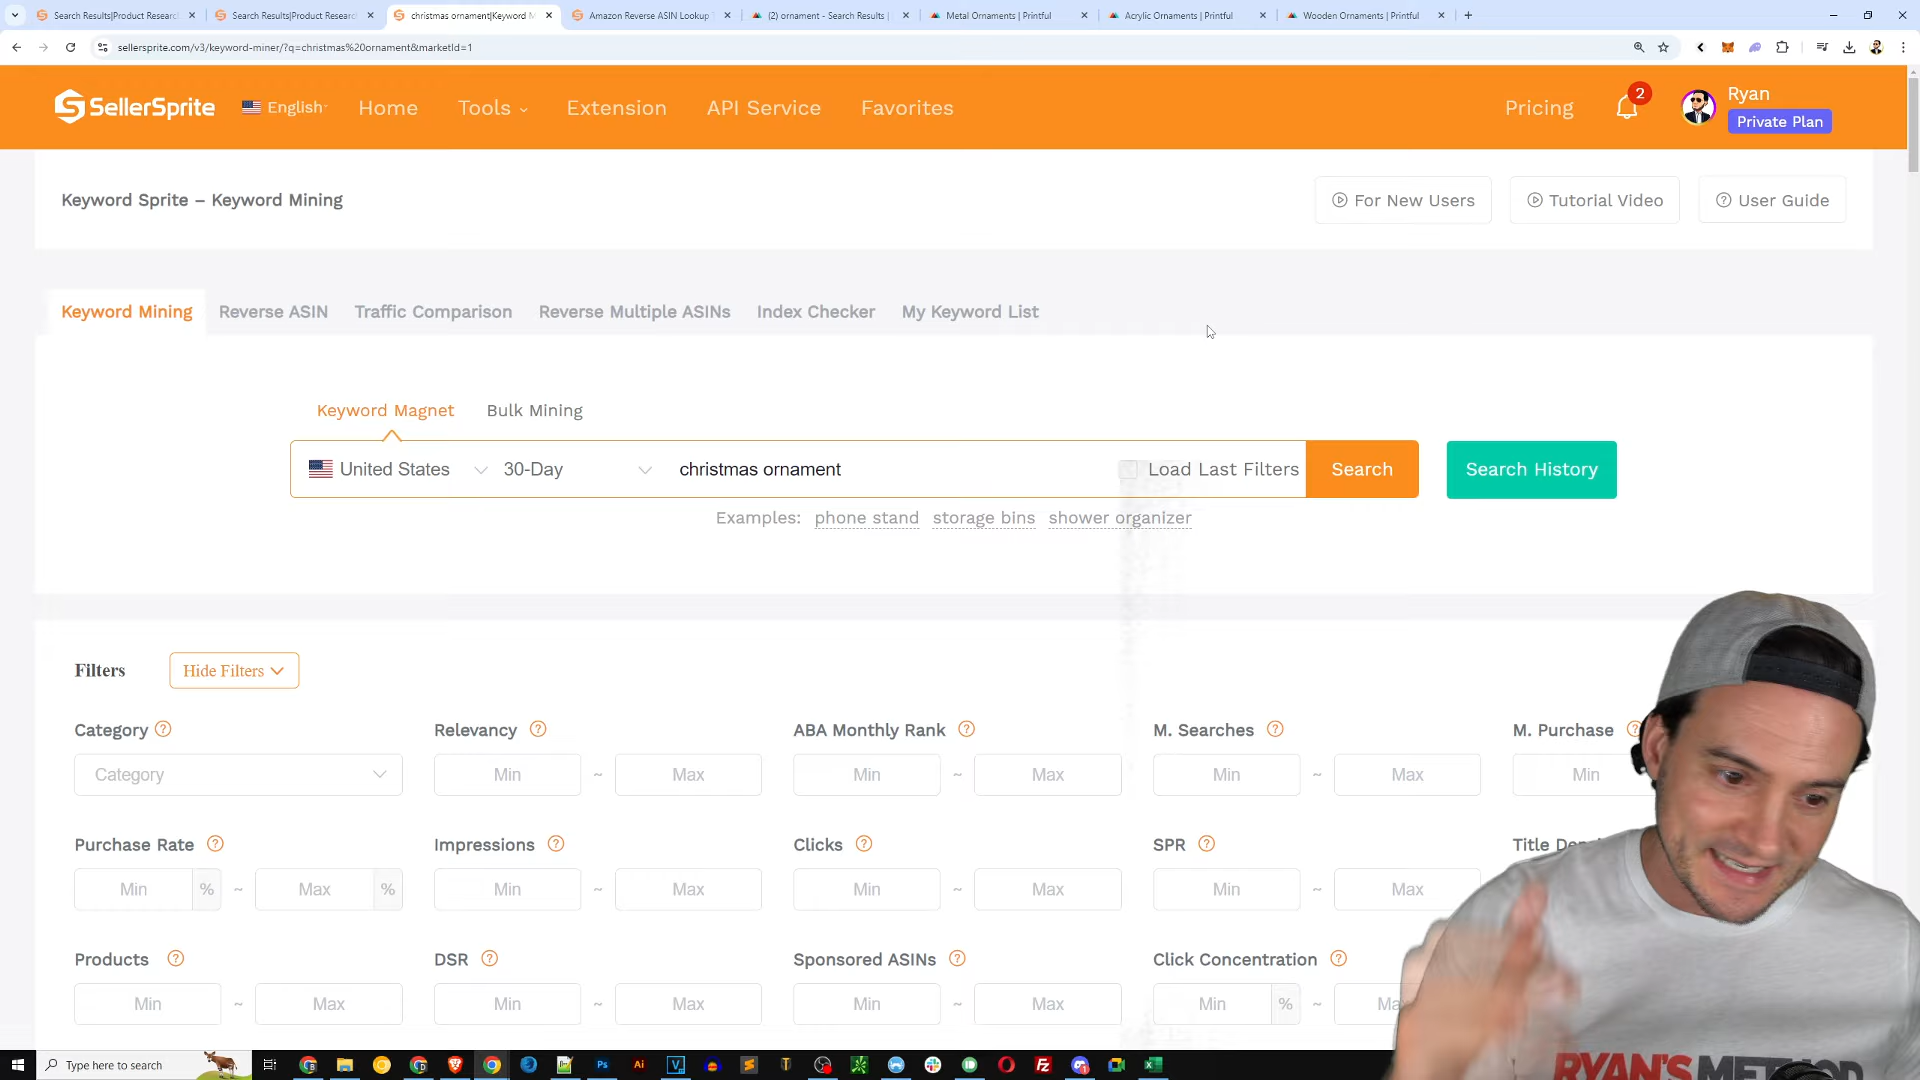 Search Results|Product Research
Search Results|Product Researc
christmas ornament|Keyword M
Amazon Reverse ASIN Lookup T
(2) ornament - Search Results |
Metal Ornaments | Printful
Acrylic Ornaments | Printful
Wooden Ornaments | Printful
sellersprite.com/v3/keyword-miner/?q=christmas%20ornament&marketId=1
SellerSprite
English
Home
Tools
Extension
API Service
Favorites
Pricing
2
Ryan
Private Plan
Keyword Sprite – Keyword Mining
For New Users
Tutorial Video
User Guide
Keyword Mining
Reverse ASIN
Traffic Comparison
Reverse Multiple ASINs
Index Checker
My Keyword List
Keyword Magnet
Bulk Mining
United States
30-Day
christmas ornament
Load Last Filters
Search
Search History
Examples: phone stand storage bins shower organizer
Filters
Hide Filters
Category
Relevancy
ABA Monthly Rank
M. Searches
M. Purchase
Category
Min ~ Max
Min ~ Max
Min ~ Max
Min
Purchase Rate
Impressions
Clicks
SPR
Title
Min % ~ Max %
Min ~ Max
Min ~ Max
Min ~ Max
Products
DSR
Sponsored ASINs
Click Concentration
Min ~ Max
Min ~ Max
Min ~ Max
Min % ~ Max
Type here to search
RYAN'S METHOD